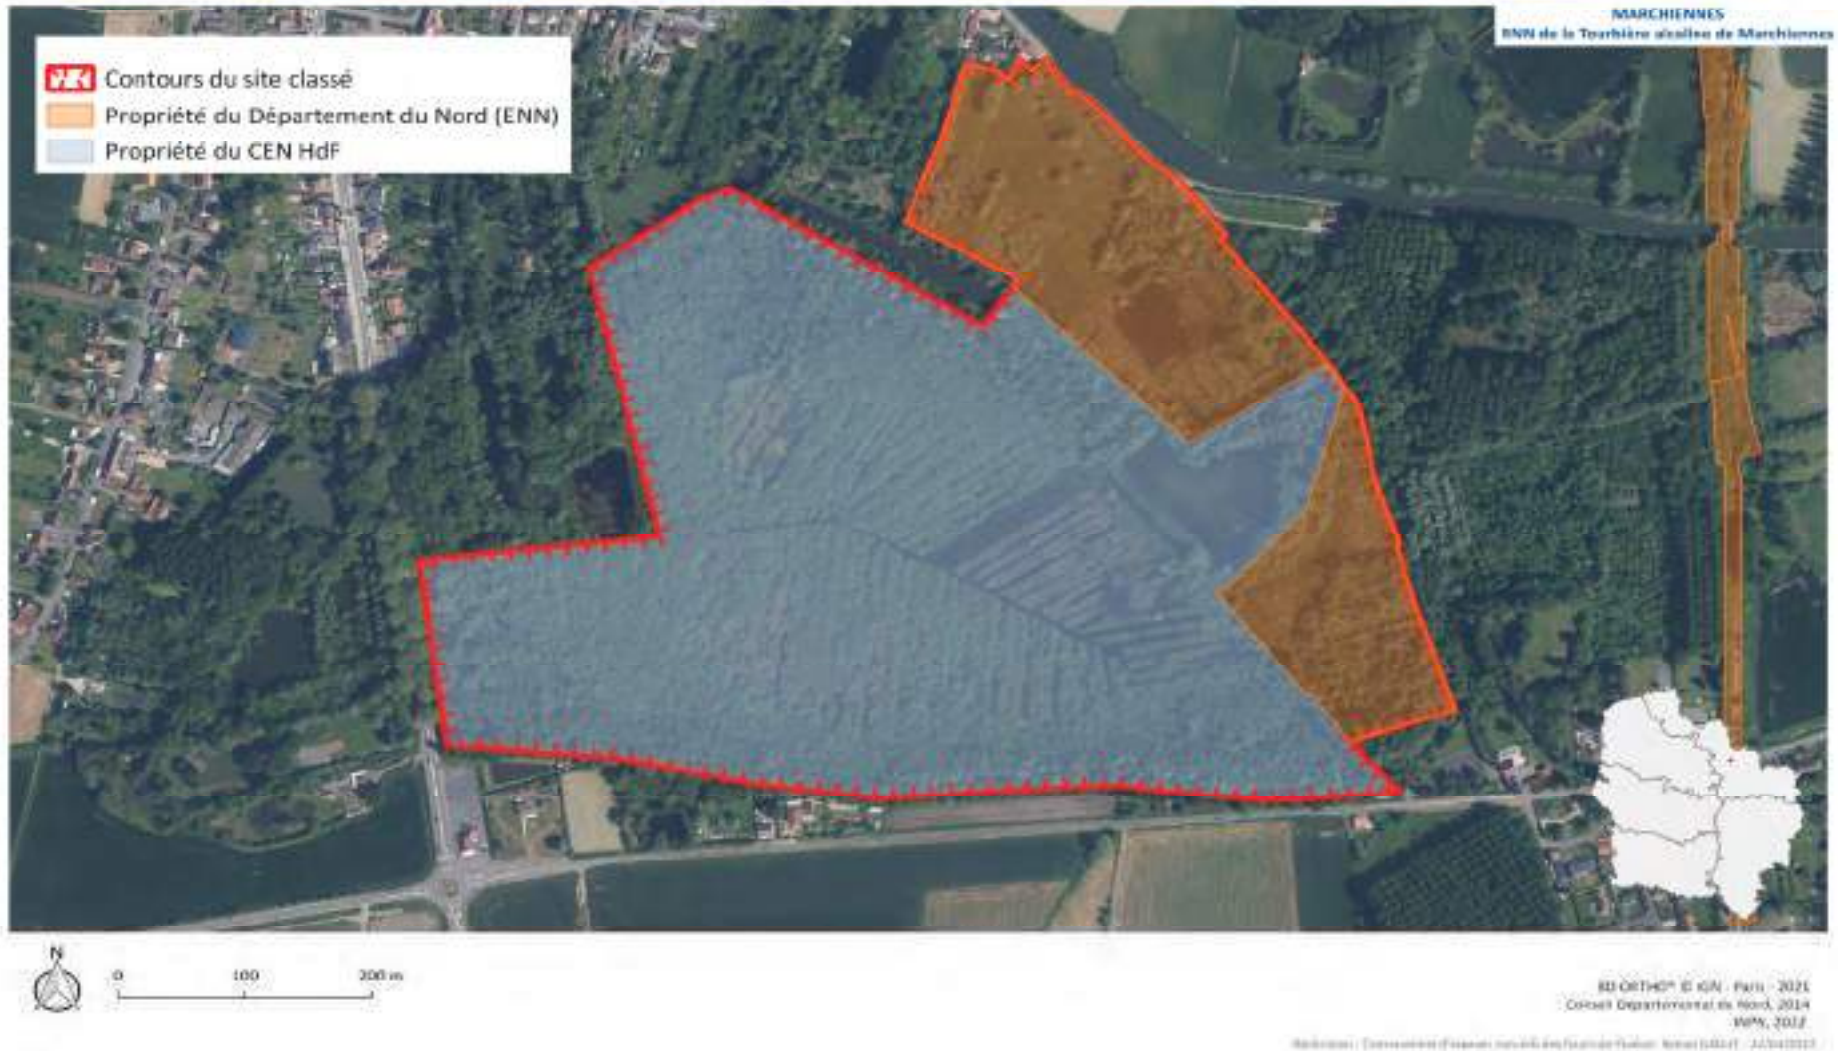 MARCHIENNES
RNN de la Tourbière alcaline de Marchiennes
Contours du site classé
Propriété du Département du Nord (ENN)
Propriété du CEN HdF
N
0 100 200 m
BD ORTHO® © IGN - Paris - 2021
Conseil Départemental du Nord, 2014
INPN, 2022